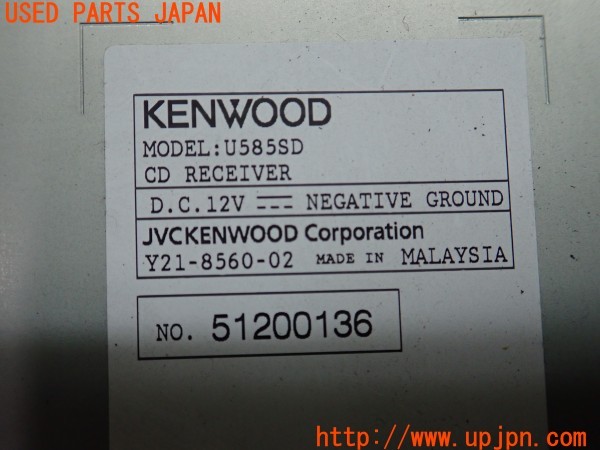 USED PARTS JAPAN
KENWOOD
MODEL:U585SD
CD RECEIVER
D.C.12V ⎓ NEGATIVE GROUND
JVCKENWOOD Corporation
Y21-8560-02 MADE IN MALAYSIA
NO. 51200136
http://www.upjpn.com/